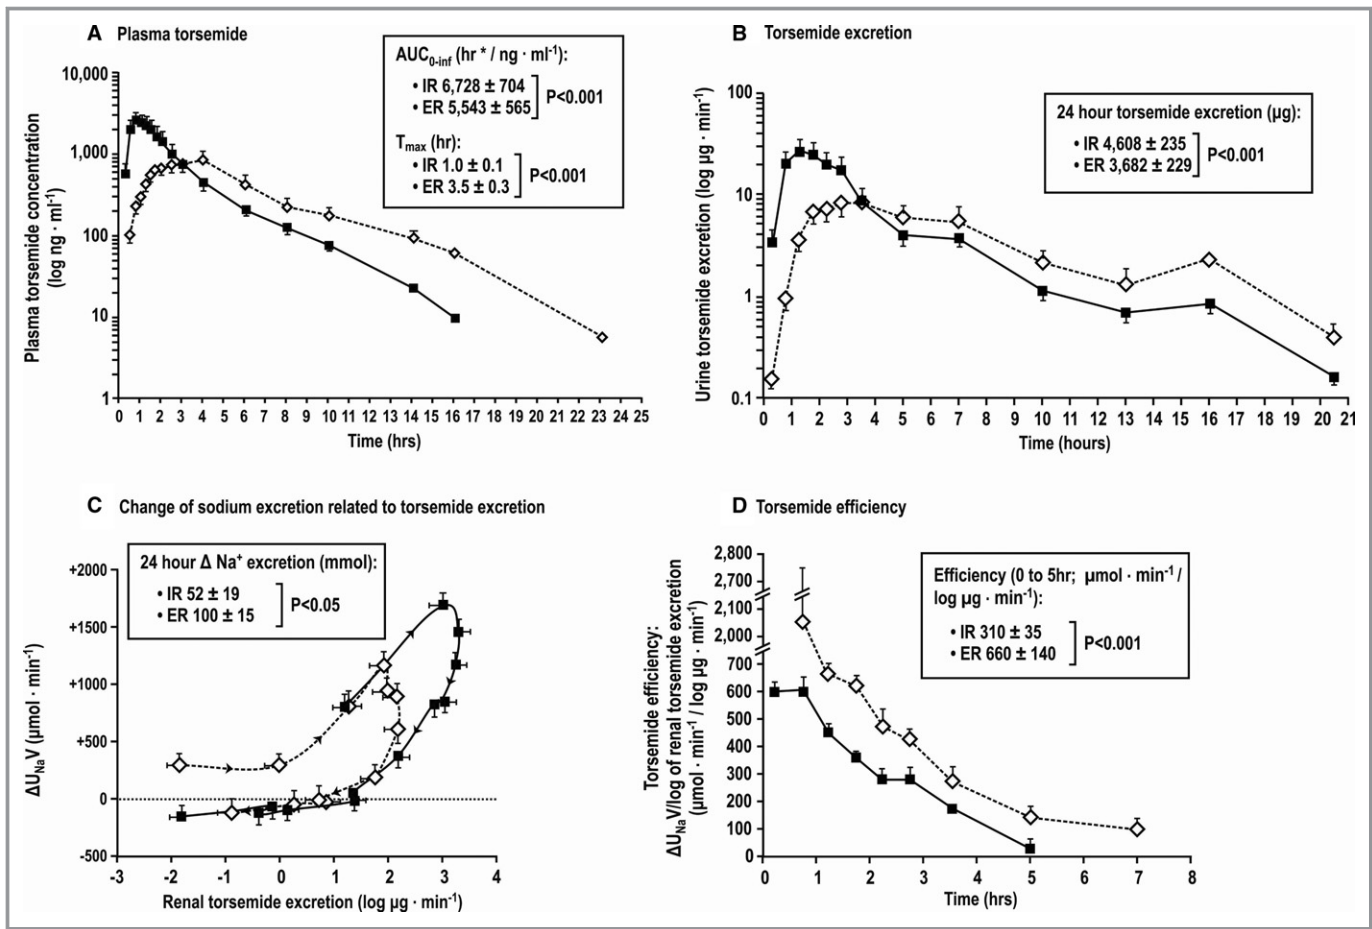 A Plasma torsemide
AUC0-inf (hr * / ng · ml-1):
• IR 6,728 ± 704
• ER 5,543 ± 565
P<0.001
Tmax (hr):
• IR 1.0 ± 0.1
• ER 3.5 ± 0.3
P<0.001
Plasma torsemide concentration
(log ng · ml-1)
10,000
1,000
100
10
1
0 1 2 3 4 5 6 7 8 9 10 11 12 13 14 15 16 17 18 19 20 21 22 23 24 25
Time (hrs)
B Torsemide excretion
24 hour torsemide excretion (µg):
• IR 4,608 ± 235
• ER 3,682 ± 229
P<0.001
Urine torsemide excretion (log µg · min-1)
100
10
1
0.1
0 1 2 3 4 5 6 7 8 9 10 11 12 13 14 15 16 17 18 19 20 21
Time (hours)
C Change of sodium excretion related to torsemide excretion
24 hour Δ Na+ excretion (mmol):
• IR 52 ± 19
• ER 100 ± 15
P<0.05
ΔUNaV (µmol · min-1)
+2000
+1500
+1000
+500
0
-500
-3 -2 -1 0 1 2 3 4
Renal torsemide excretion (log µg · min-1)
D Torsemide efficiency
Efficiency (0 to 5hr; µmol · min-1 /
log µg · min-1):
• IR 310 ± 35
• ER 660 ± 140
P<0.001
Torsemide efficiency:
ΔUNaV/log of renal torsemide excretion
(µmol · min-1 / log µg · min-1)
2,800
2,700
2,100
2,000
700
600
500
400
300
200
100
0
0 1 2 3 4 5 6 7 8
Time (hrs)